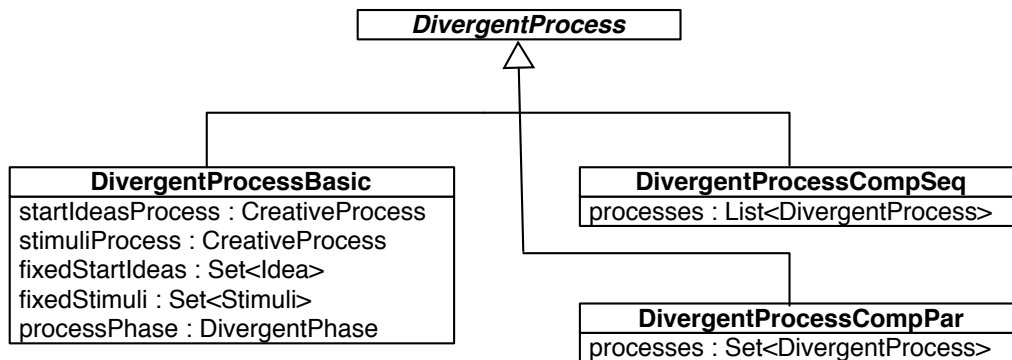 DivergentProcess
DivergentProcessBasic
startIdeasProcess : CreativeProcess
stimuliProcess : CreativeProcess
fixedStartIdeas : Set<Idea>
fixedStimuli : Set<Stimuli>
processPhase : DivergentPhase
DivergentProcessCompSeq
processes : List<DivergentProcess>
DivergentProcessCompPar
processes : Set<DivergentProcess>